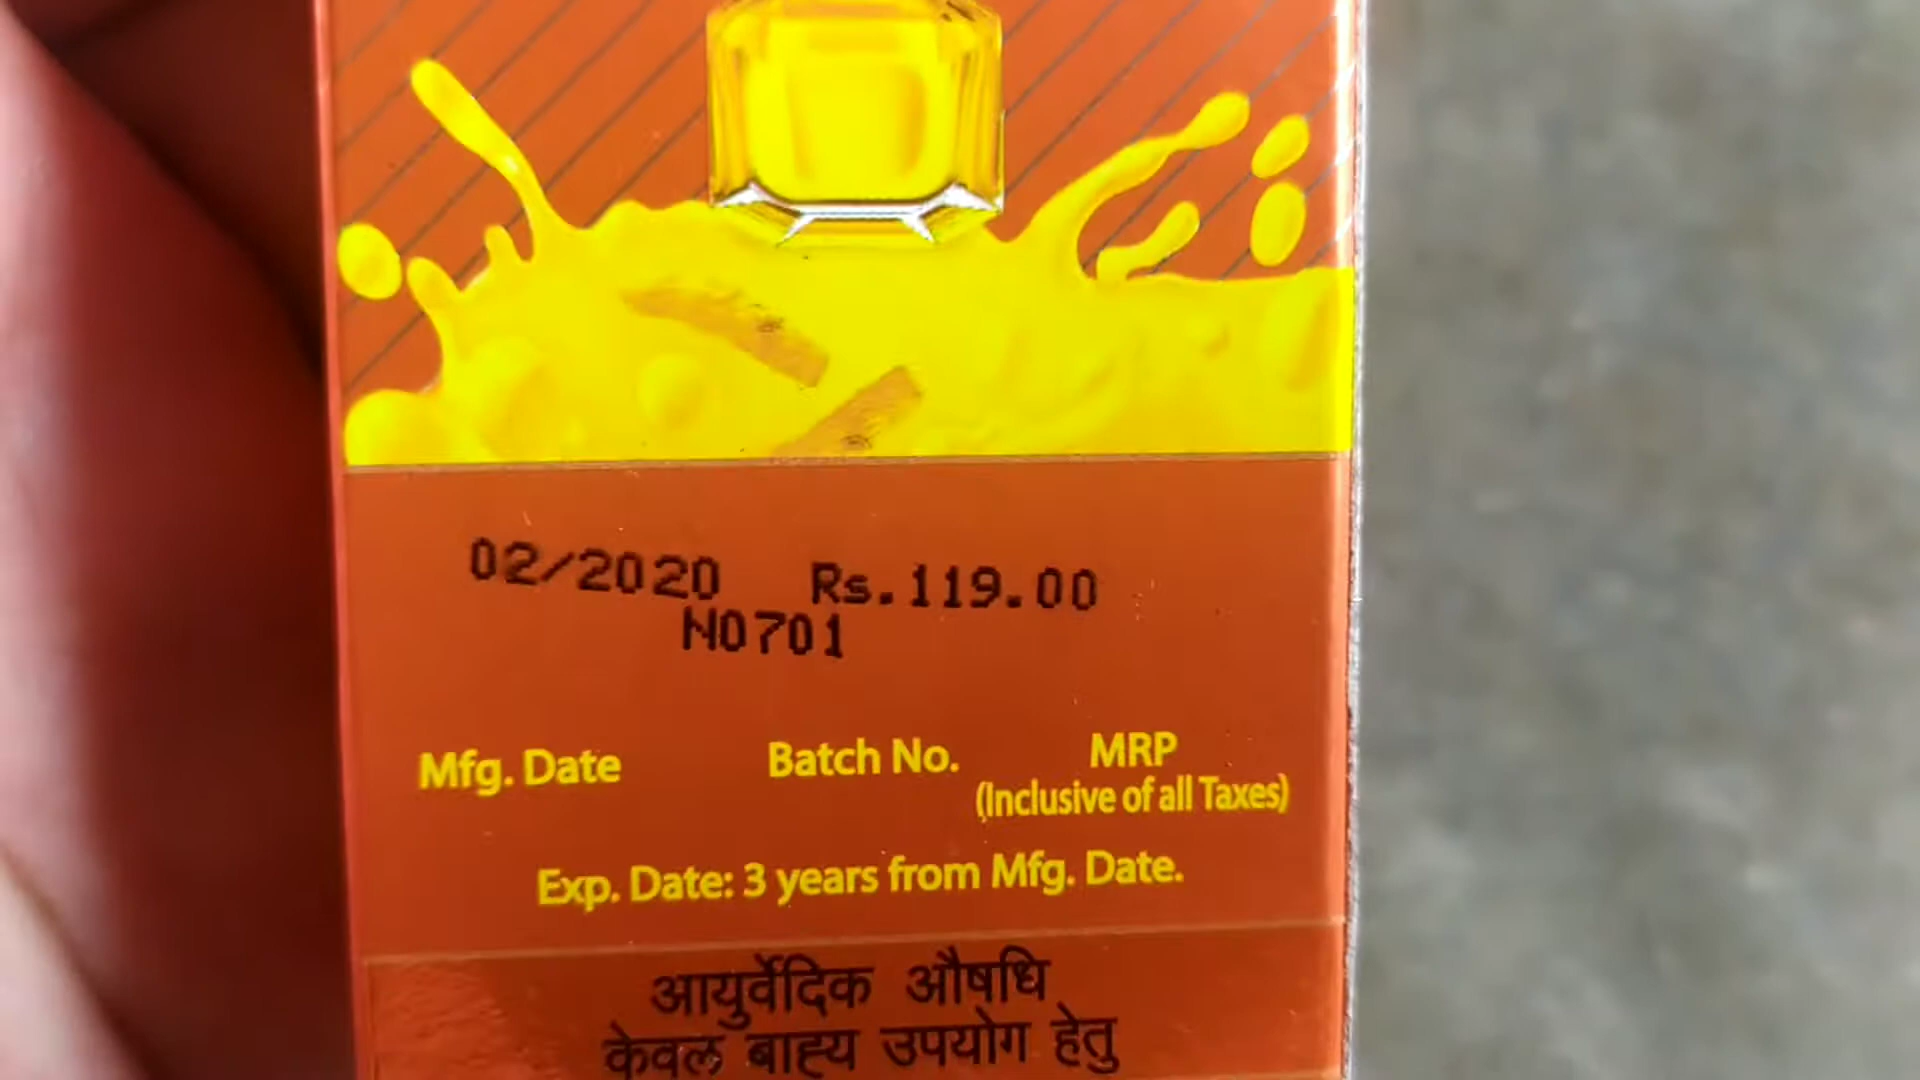 02/2020 Rs.119.00
N0701
Mfg. Date Batch No. MRP
(Inclusive of all Taxes)
Exp. Date: 3 years from Mfg. Date.
आयुर्वेदिक औषधि
केवल बाह्य उपयोग हेतु